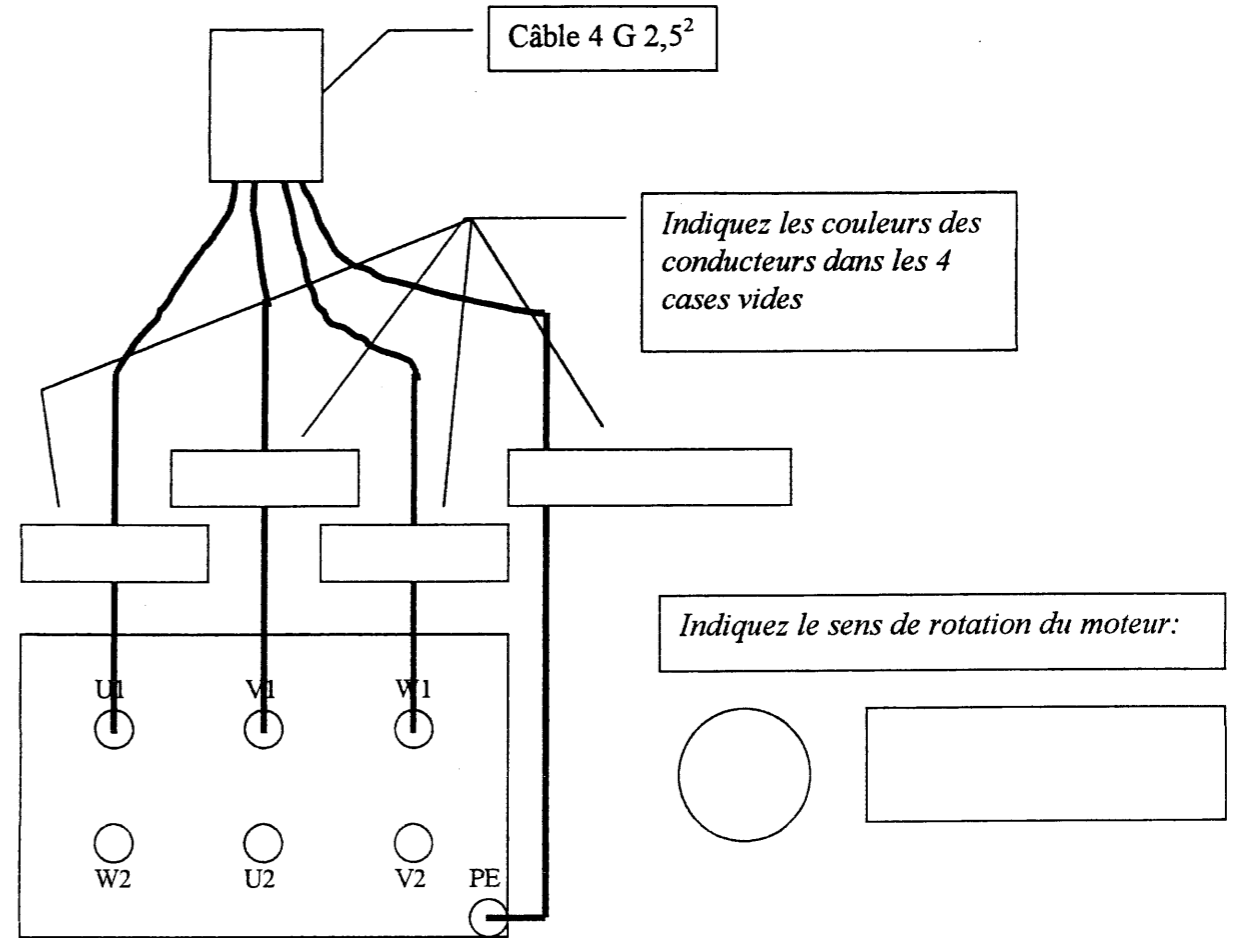 Câble 4 G 2,5²
Indiquez les couleurs des
conducteurs dans les 4
cases vides
Indiquez le sens de rotation du moteur:
U1 V1 W1
W2 U2 V2 PE